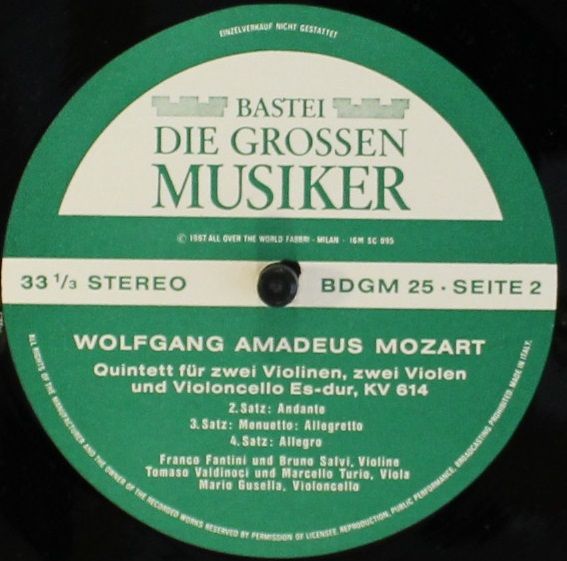 EINZELVERKAUF NICHT GESTATTET
BASTEI
DIE GROSSEN
MUSIKER
© 1967 ALL OVER THE WORLD FABBRI - MILAN · IGM SC 095
33 1/3 STEREO
BDGM 25 · SEITE 2
WOLFGANG AMADEUS MOZART
Quintett für zwei Violinen, zwei Violen
und Violoncello Es-dur, KV 614
2. Satz: Andante
3. Satz: Menuetto: Allegretto
4. Satz: Allegro
Franco Fantini und Bruno Salvi, Violine
Tomaso Valdinoci und Marcello Turio, Viola
Mario Gusella, Violoncello
ALL RIGHTS OF THE MANUFACTURER AND THE OWNER OF THE RECORDED WORKS RESERVED BY PERMISSION OF LICENSEE. REPRODUCTION, PUBLIC PERFORMANCE, BROADCASTING PROHIBITED. MADE IN ITALY.